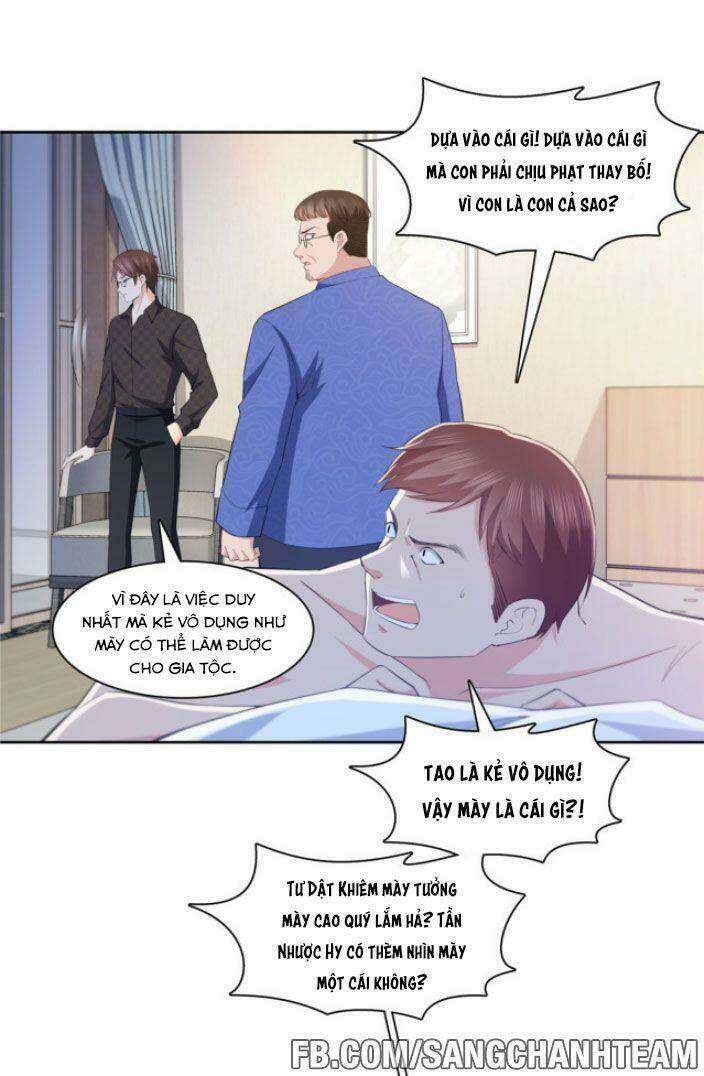 DỰA VÀO CÁI GÌ! DỰA VÀO CÁI GÌ
MÀ CON PHẢI CHỊU PHẠT THAY BỐ!
VÌ CON LÀ CON CẢ SAO?
VÌ ĐÂY LÀ VIỆC DUY
NHẤT MÀ KẺ VÔ DỤNG NHƯ
MÀY CÓ THỂ LÀM ĐƯỢC
CHO GIA TỘC.
TAO LÀ KẺ VÔ DỤNG!
VẬY MÀY LÀ CÁI GÌ?!
TƯ DẬT KHIÊM MÀY TƯỞNG
MÀY CAO QUÝ LẮM HẢ? TẦN
NHƯỢC HY CÓ THÈM NHÌN MÀY
MỘT CÁI KHÔNG?
FB.COM/SANGCHANHTEAM